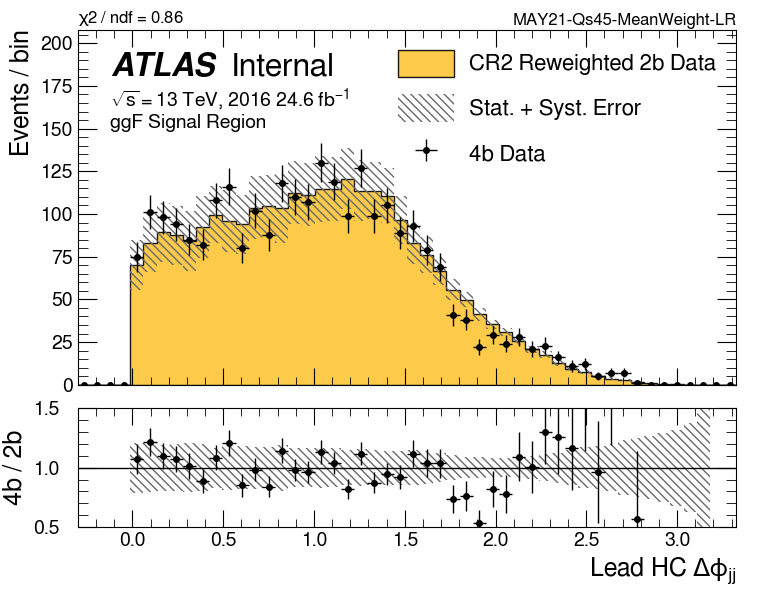 χ² / ndf = 0.86 MAY21-Qs45-MeanWeight-LR
Events / bin
200
175
150
125
100
75
50
25
0
ATLAS Internal
√s = 13 TeV, 2016 24.6 fb⁻¹
ggF Signal Region
CR2 Reweighted 2b Data
Stat. + Syst. Error
4b Data
4b / 2b
1.5
1.0
0.5
0.0 0.5 1.0 1.5 2.0 2.5 3.0
Lead HC Δϕjj